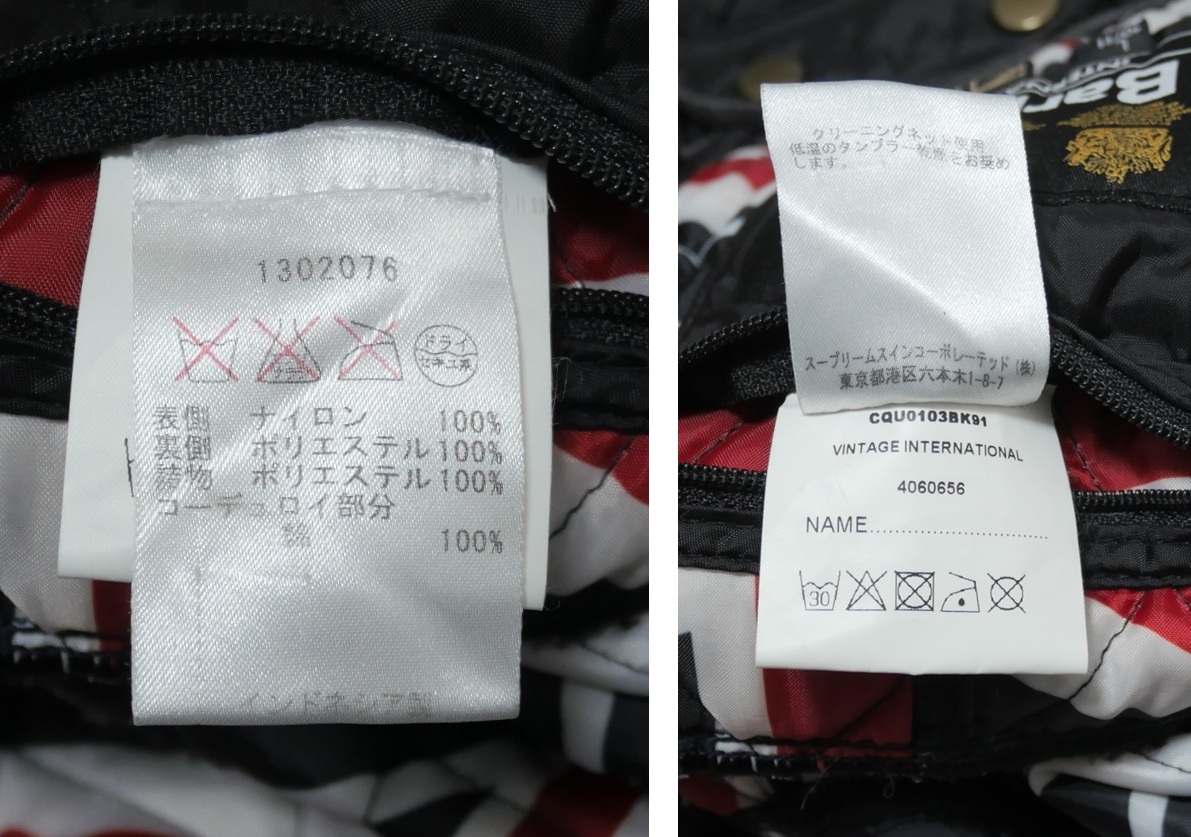 1302076
ドライ
セキユ系
表側 ナイロン 100%
裏側 ポリエステル 100%
詰物 ポリエステル 100%
コーデュロイ部分
綿 100%
インドネシア製
クリーニングネット使用
低温のタンブラー乾燥をお奨め
します。
スープリームスインコーポレーテッド(株)
東京都港区六本木1-8-7
CQU0103BK91
VINTAGE INTERNATIONAL
4060656
NAME
30